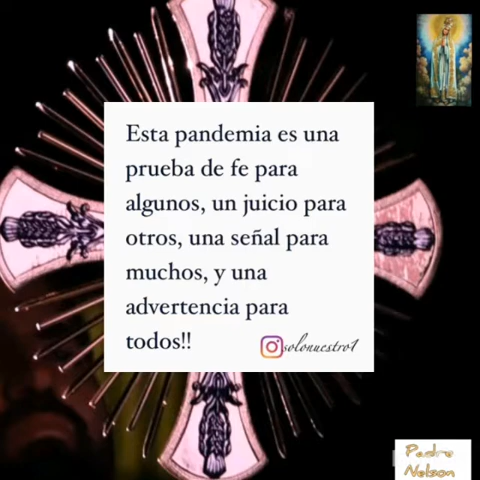 Esta pandemia es una
prueba de fe para
algunos, un juicio para
otros, una señal para
muchos, y una
advertencia para
todos!!
solonuestro1
Padre
Nelson